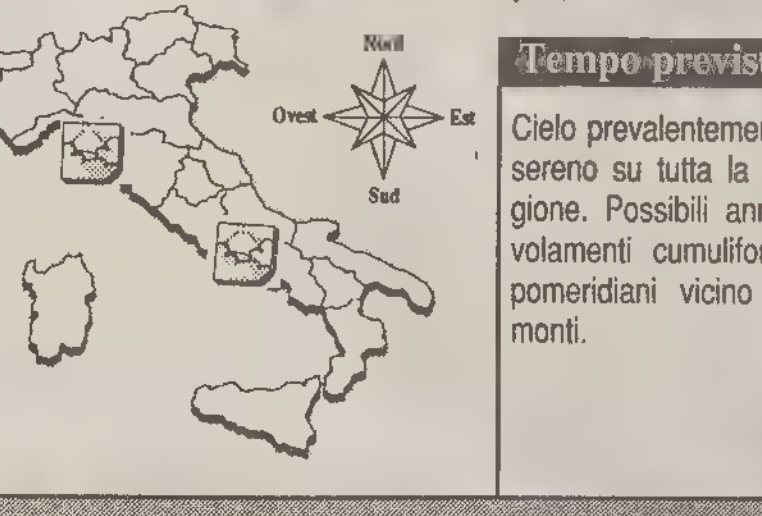 Nord
Ovest
Est
Sud
Tempo previst
Cielo prevalentemer
sereno su tutta la
gione. Possibili ann
volamenti cumulifor
pomeridiani vicino
monti.